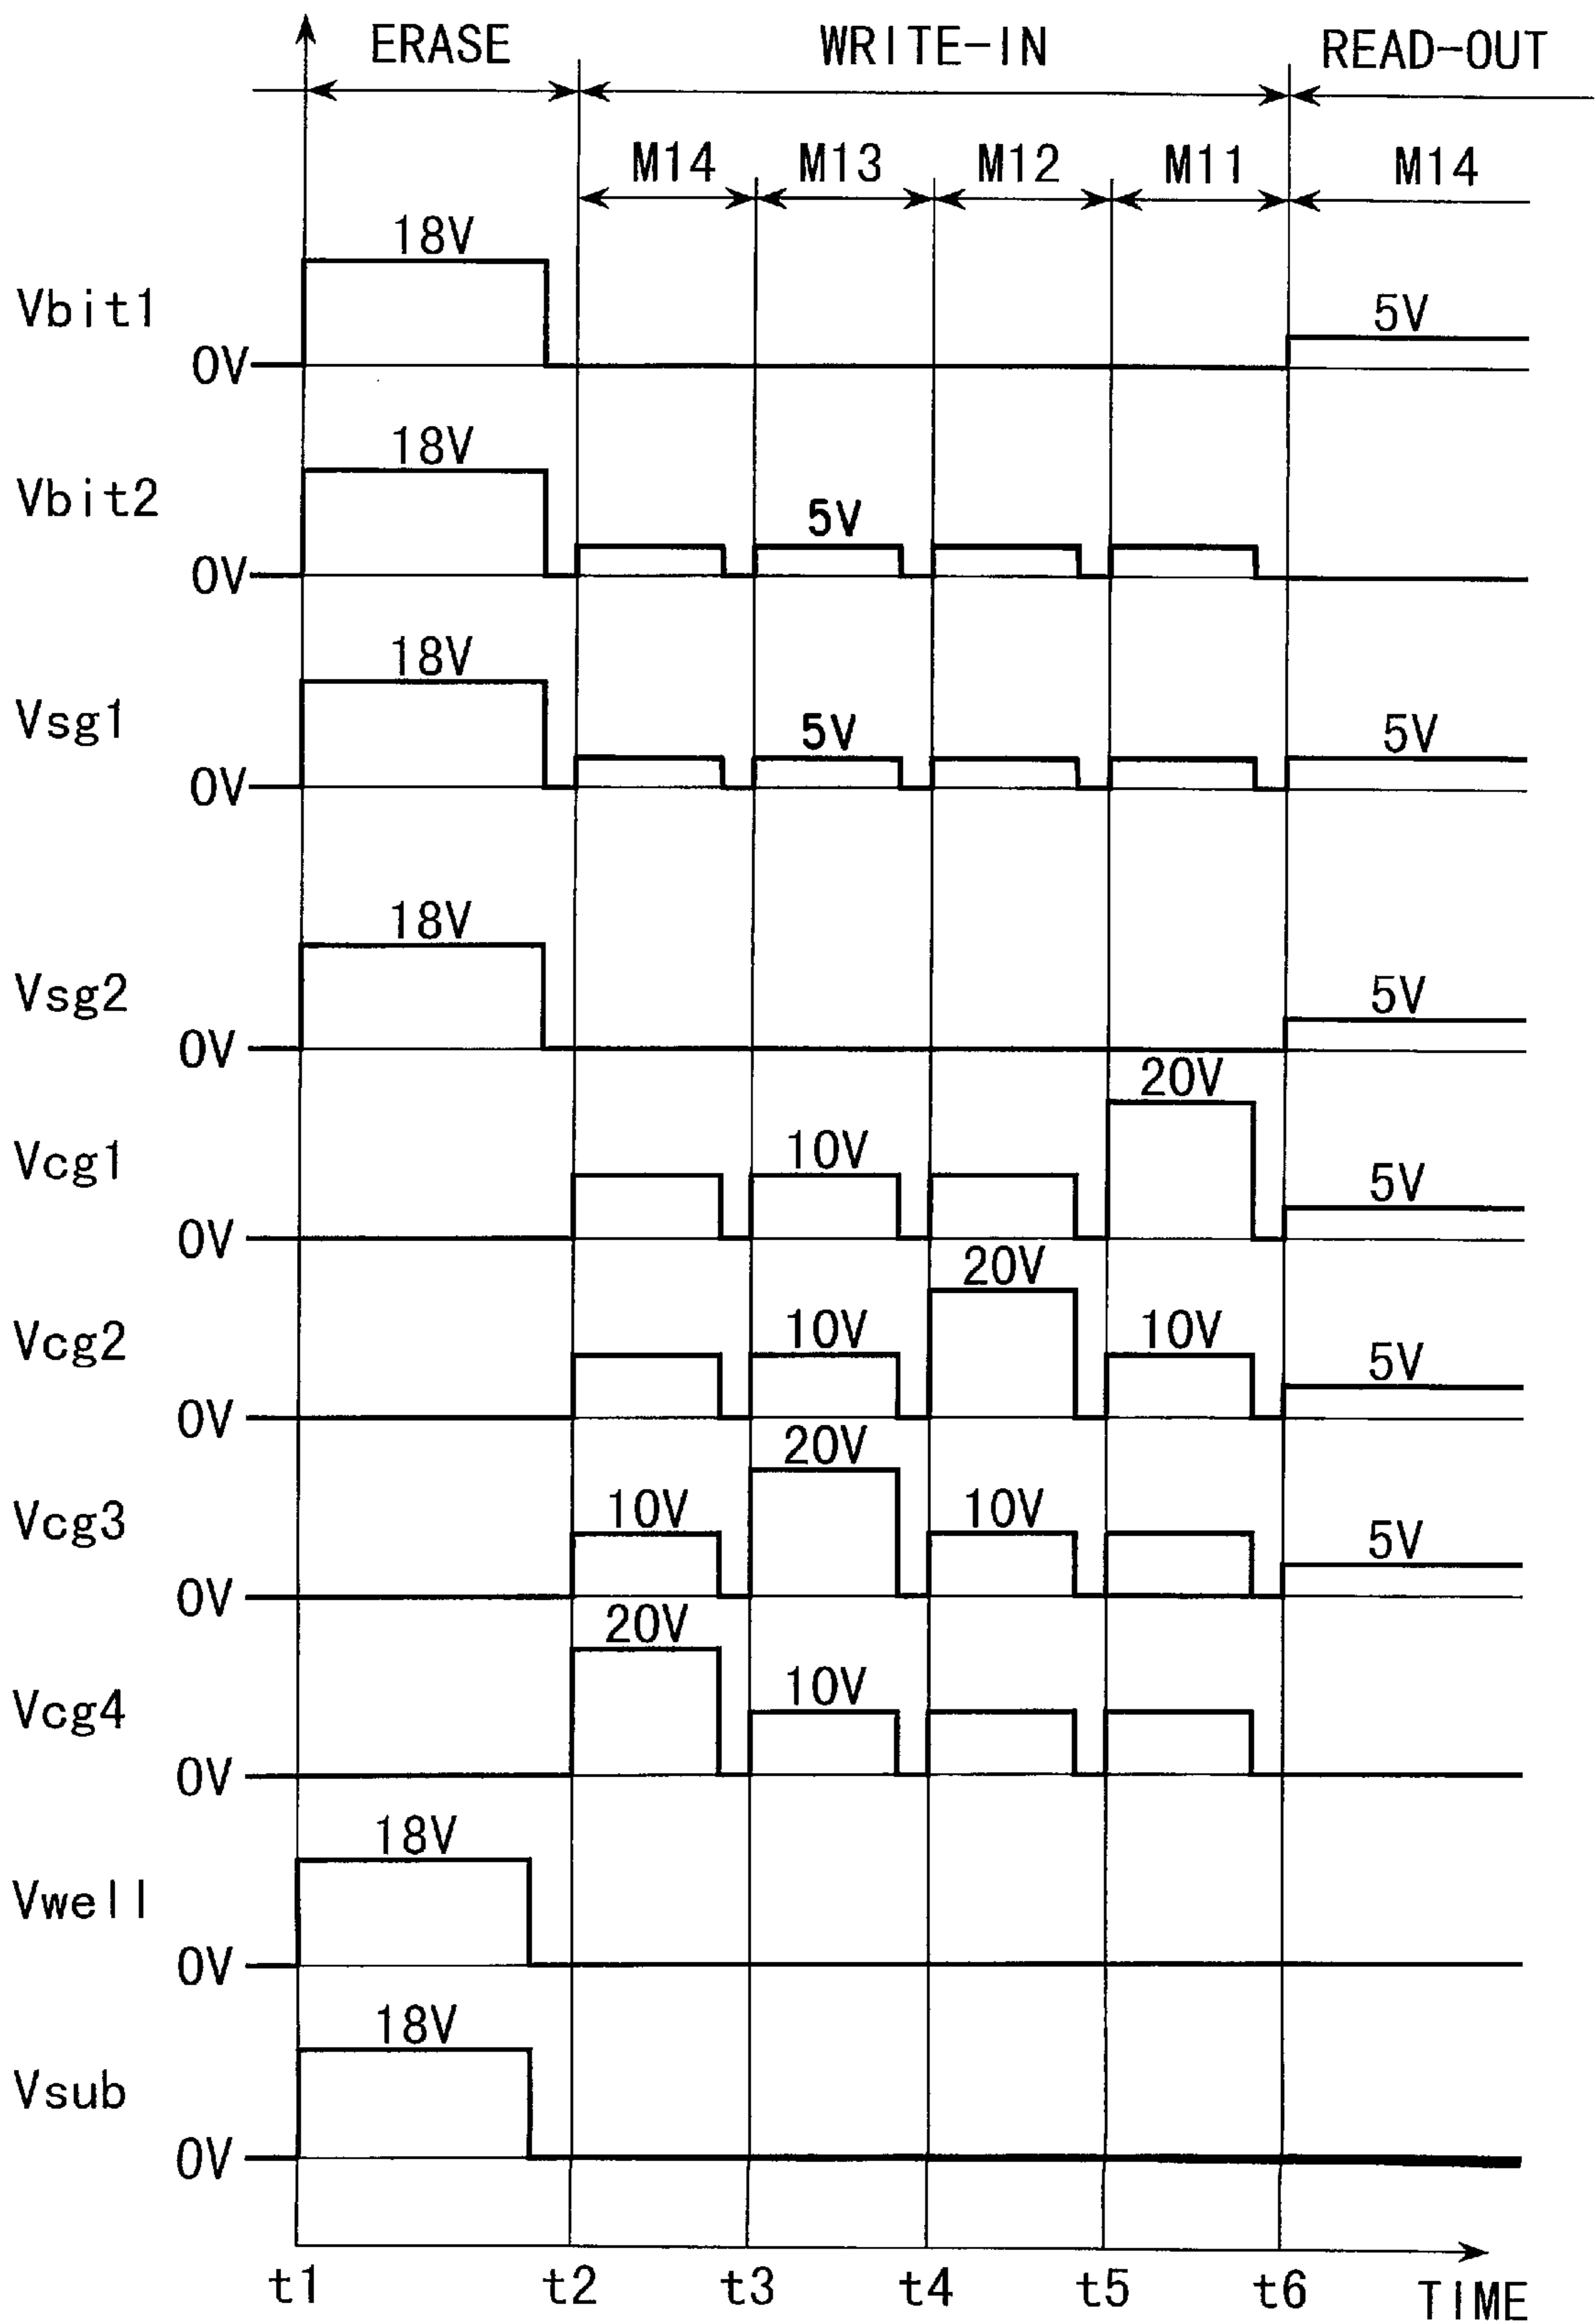 ERASE WRITE-IN READ-OUT
M14 M13 M12 M11 M14
18V
Vbit1 5V
0V
18V
Vbit2 5V
0V
18V
Vsg1 5V 5V
0V
18V
Vsg2 5V
0V
20V
Vcg1 10V 5V
0V
20V
Vcg2 10V 10V 5V
0V
20V
Vcg3 10V 10V 5V
0V
20V
Vcg4 10V
0V
18V
Vwell
0V
18V
Vsub
0V
t1 t2 t3 t4 t5 t6 TIME